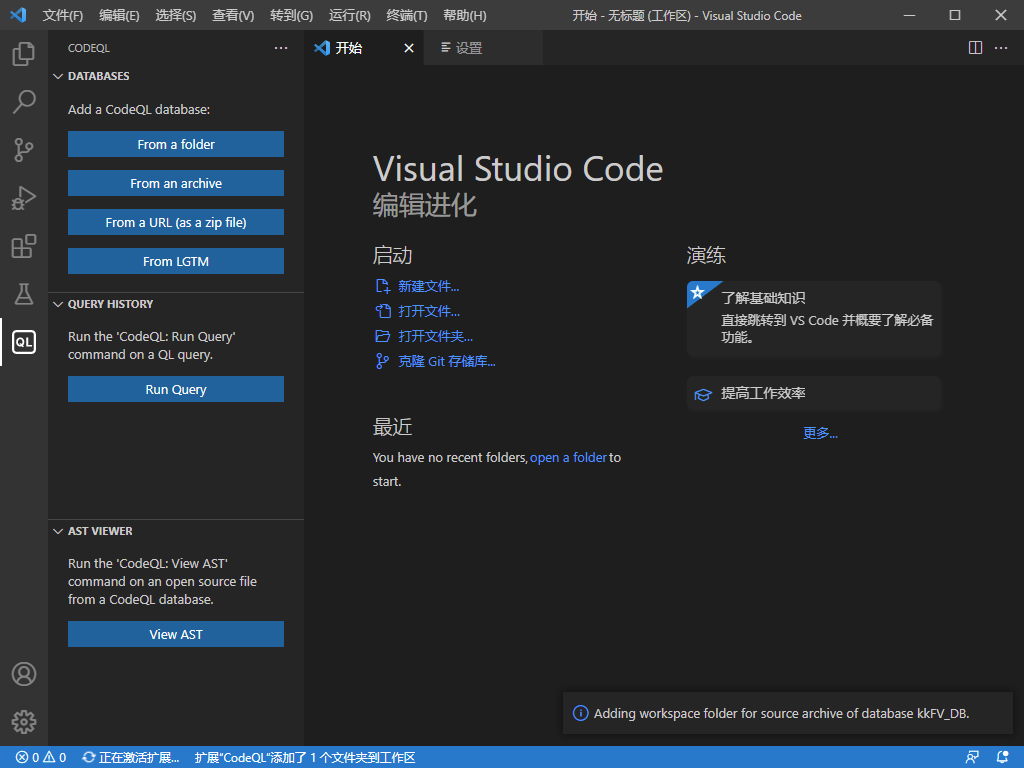 文件(F) 编辑(E) 选择(S) 查看(V) 转到(G) 运行(R) 终端(T) 帮助(H) 开始 - 无标题 (工作区) - Visual Studio Code
CODEQL
开始
设置
DATABASES
Add a CodeQL database:
From a folder
From an archive
From a URL (as a zip file)
From LGTM
QUERY HISTORY
Run the 'CodeQL: Run Query'
command on a QL query.
Run Query
AST VIEWER
Run the 'CodeQL: View AST'
command on an open source file
from a CodeQL database.
View AST
QL
Visual Studio Code
编辑进化
启动
新建文件...
打开文件...
打开文件夹...
克隆 Git 存储库...
最近
You have no recent folders, open a folder to
start.
演练
了解基础知识
直接跳转到 VS Code 并概要了解必备
功能。
提高工作效率
更多...
Adding workspace folder for source archive of database kkFV_DB.
0 0 正在激活扩展... 扩展“CodeQL”添加了 1 个文件夹到工作区